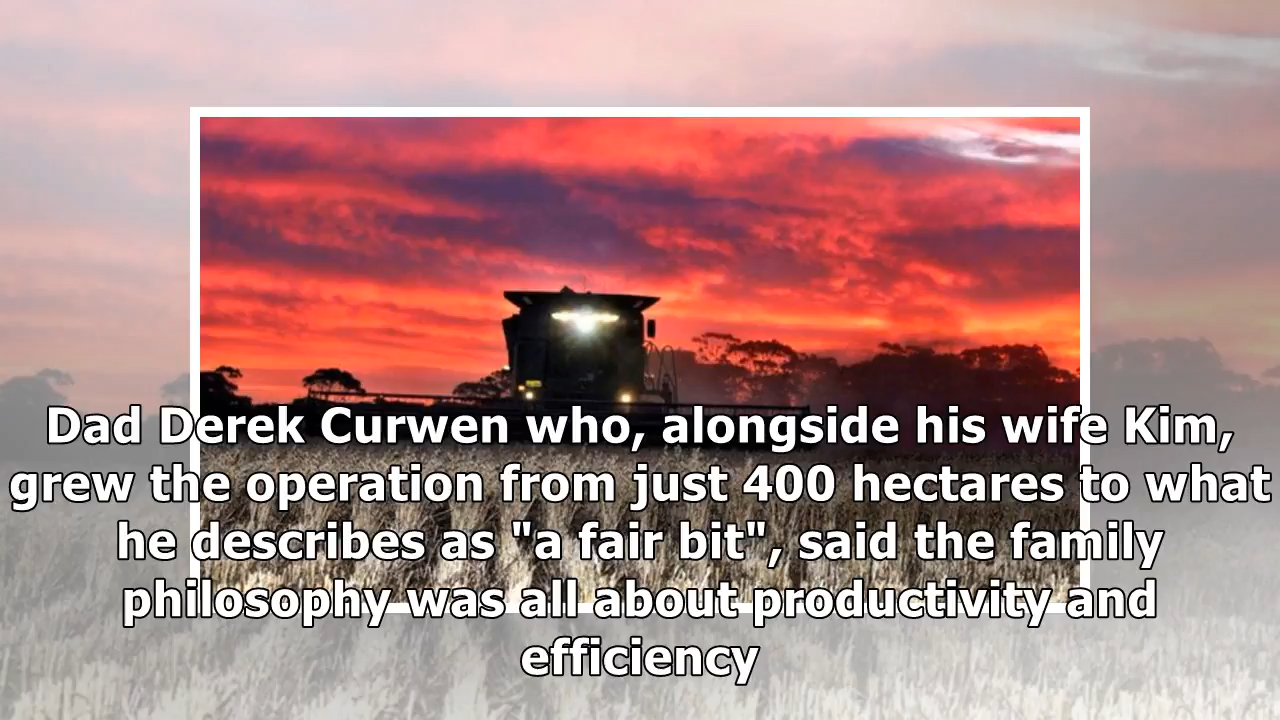 Dad Derek Curwen who, alongside his wife Kim,
grew the operation from just 400 hectares to what
he describes as "a fair bit", said the family
philosophy was all about productivity and
efficiency